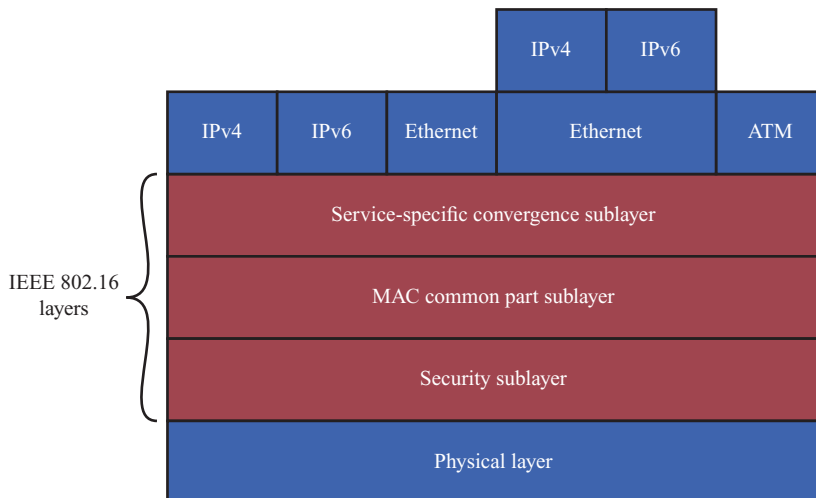 IPv4
IPv6
IPv4
IPv6
Ethernet
Ethernet
ATM
Service-specific convergence sublayer
IEEE 802.16
layers
MAC common part sublayer
Security sublayer
Physical layer